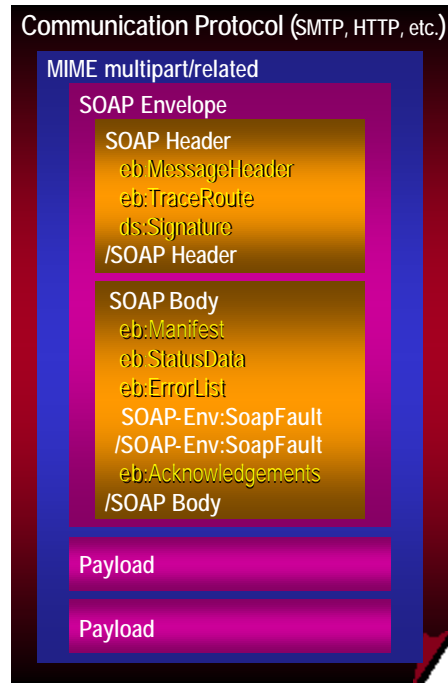 Communication Protocol (SMTP, HTTP, etc.)
MIME multipart/related
SOAP Envelope
SOAP Header
eb:MessageHeader
eb:TraceRoute
ds:Signature
/SOAP Header
SOAP Body
eb:Manifest
eb:StatusData
eb:ErrorList
SOAP-Env:SoapFault
/SOAP-Env:SoapFault
eb:Acknowledgements
/SOAP Body
Payload
Payload